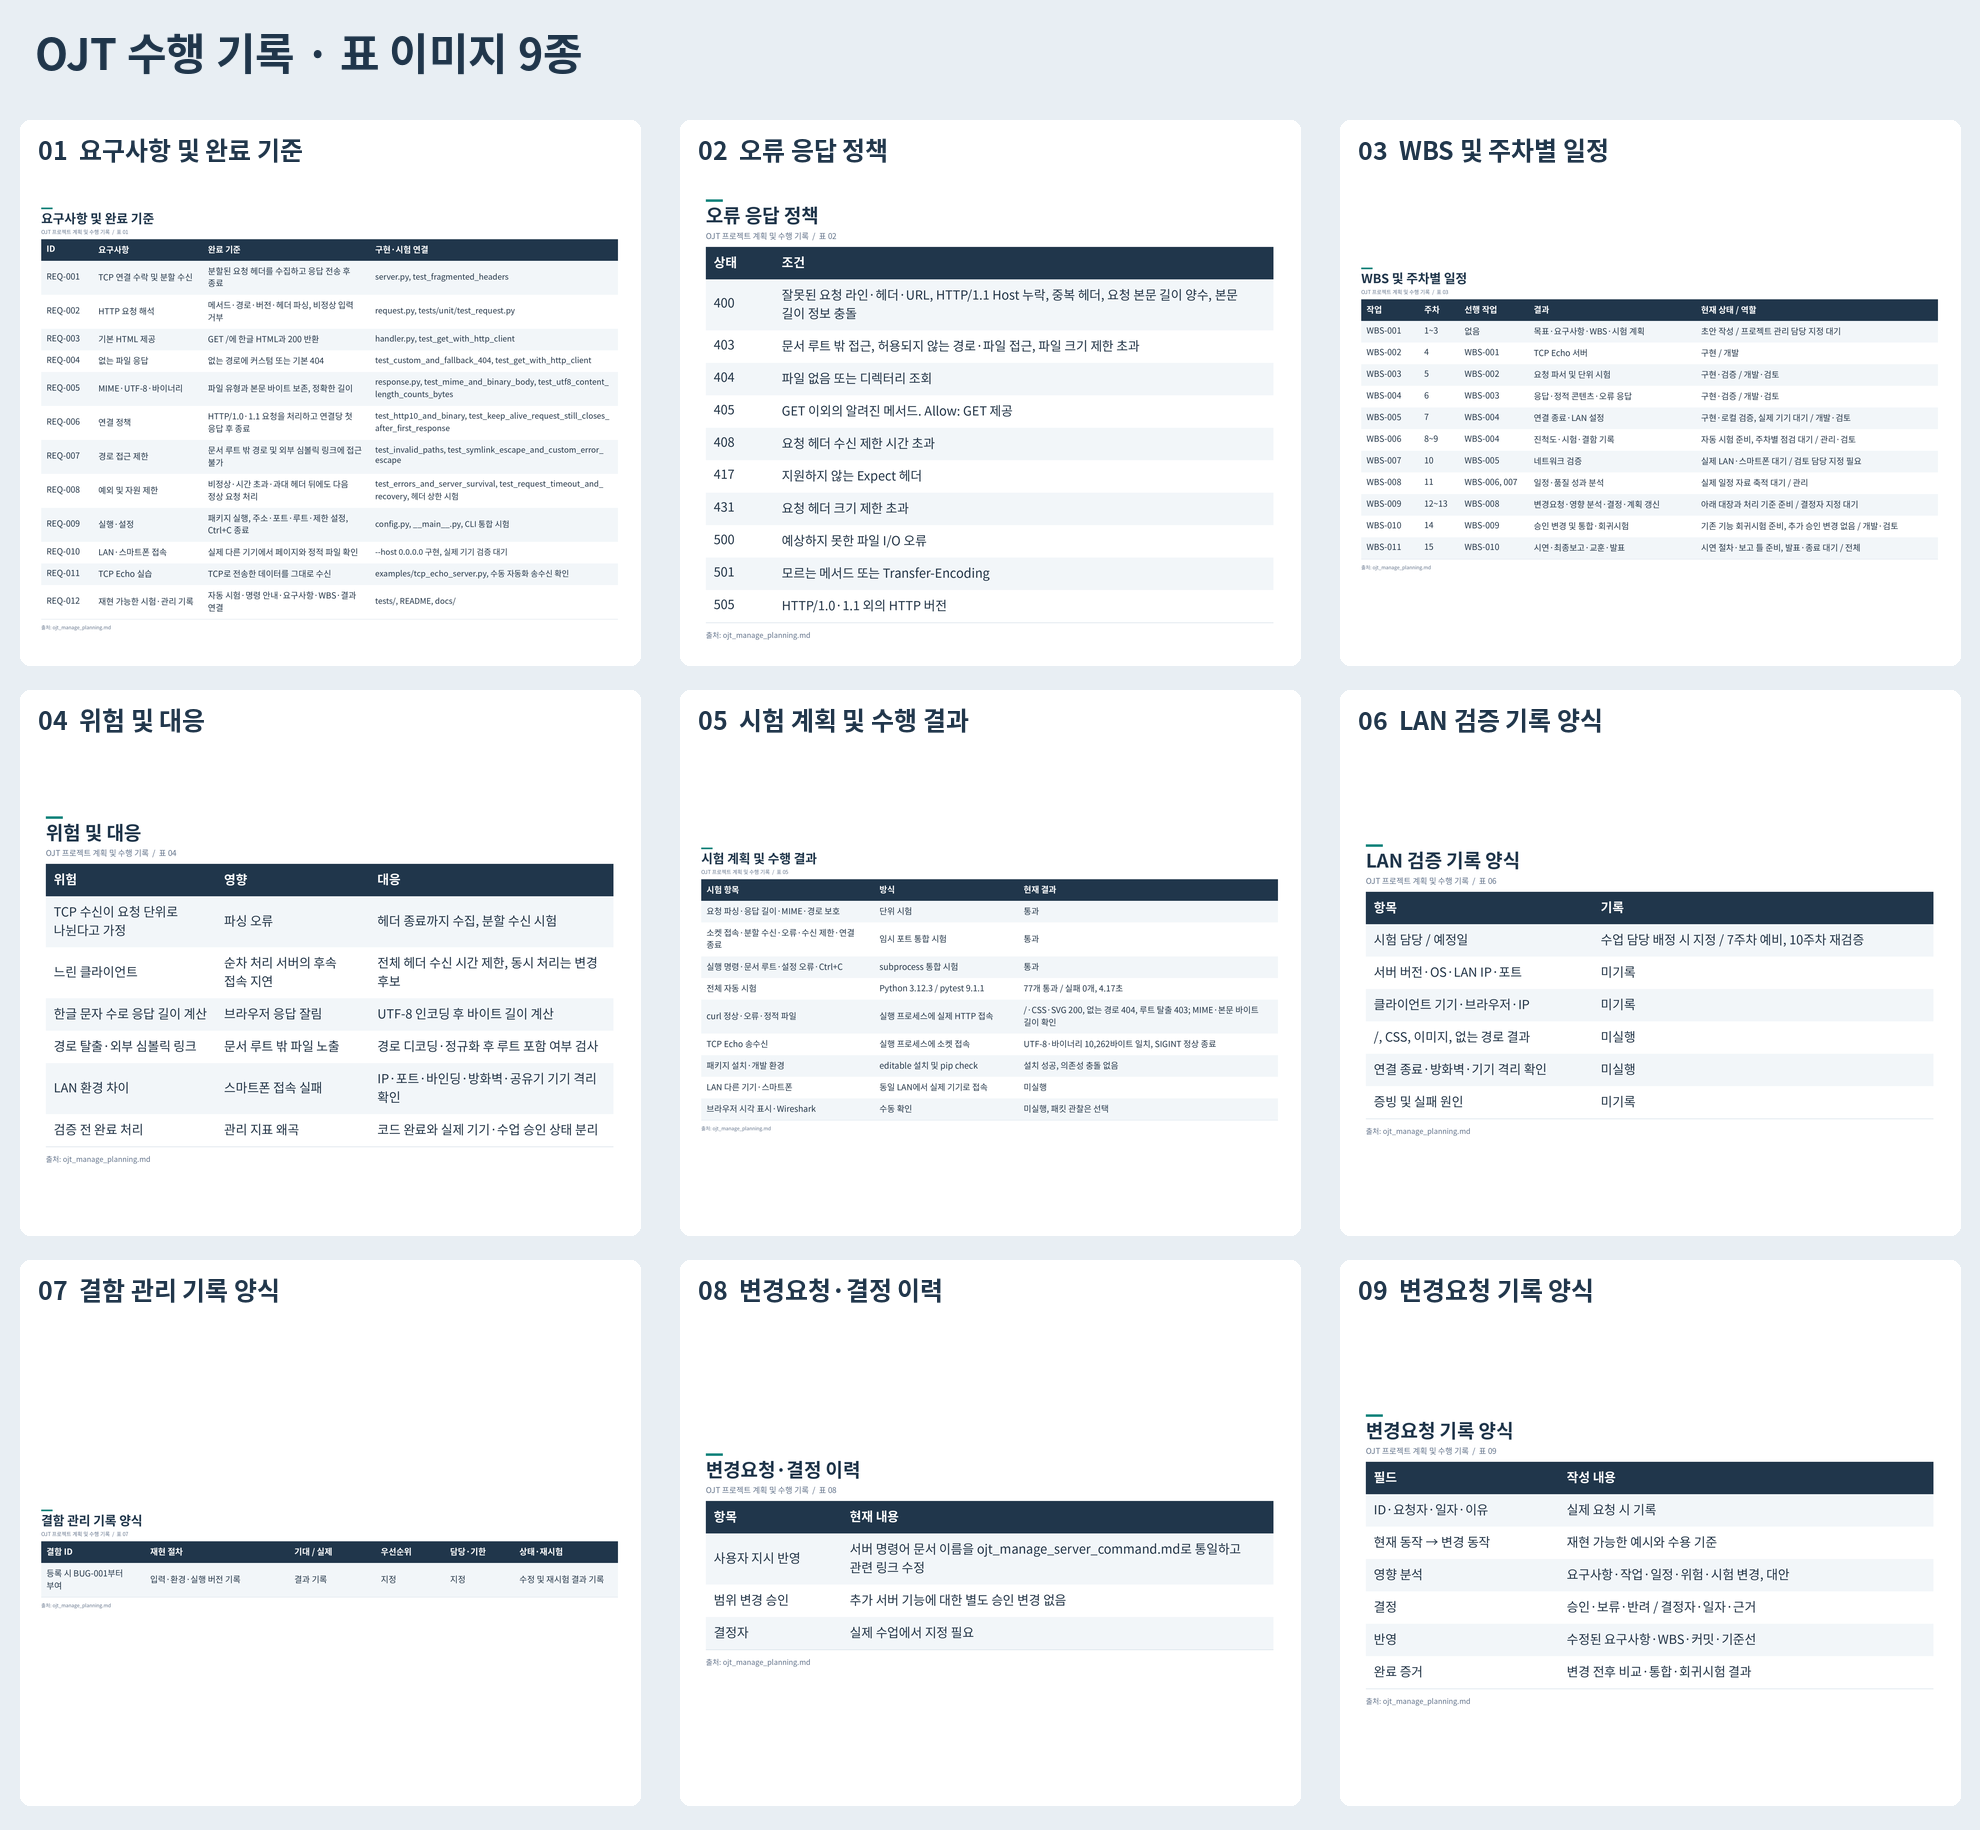 OJT 수행 기록 · 표 이미지 9종
01 요구사항 및 완료 기준
요구사항 및 완료 기준
OJT 프로젝트 계획 및 수행 기록 / 표 01
ID 요구사항 완료 기준 구현·시험 연결
REQ-001 TCP 연결 수락 및 분할 수신 분할된 요청 헤더를 수집하고 응답 전송 후 종료 server.py, test_fragmented_headers
REQ-002 HTTP 요청 해석 메서드·경로·버전·헤더 파싱, 비정상 입력 거부 request.py, tests/unit/test_request.py
REQ-003 기본 HTML 제공 GET /에 한글 HTML과 200 반환 handler.py, test_get_with_http_client
REQ-004 없는 파일 응답 없는 경로에 커스텀 또는 기본 404 test_custom_and_fallback_404, test_get_with_http_client
REQ-005 MIME·UTF-8·바이너리 파일 유형과 본문 바이트 보존, 정확한 길이 response.py, test_mime_and_binary_body, test_utf8_content_length_counts_bytes
REQ-006 연결 정책 HTTP/1.0·1.1 요청을 처리하고 연결당 첫 응답 후 종료 test_http10_and_binary, test_keep_alive_request_still_closes_after_first_response
REQ-007 경로 접근 제한 문서 루트 밖 경로 및 외부 심볼릭 링크에 접근 불가 test_invalid_paths, test_symlink_escape_and_custom_error_escape
REQ-008 예외 및 자원 제한 비정상·시간 초과·과대 헤더 뒤에도 다음 정상 요청 처리 test_errors_and_server_survival, test_request_timeout_and_recovery, 헤더 상한 시험
REQ-009 실행·설정 패키지 실행, 주소·포트·루트·제한 설정, Ctrl+C 종료 config.py, __main__.py, CLI 통합 시험
REQ-010 LAN·스마트폰 접속 실제 다른 기기에서 페이지와 정적 파일 확인 --host 0.0.0.0 구현, 실제 기기 검증 대기
REQ-011 TCP Echo 실습 TCP로 전송한 데이터를 그대로 수신 examples/tcp_echo_server.py, 수동 자동화 송수신 확인
REQ-012 재현 가능한 시험·관리 기록 자동 시험·명령 안내·요구사항·WBS·결과 연결 tests/, README, docs/
출처: ojt_manage_planning.md
02 오류 응답 정책
오류 응답 정책
OJT 프로젝트 계획 및 수행 기록 / 표 02
상태 조건
400 잘못된 요청 라인·헤더·URL, HTTP/1.1 Host 누락, 중복 헤더, 요청 본문 길이 양수, 본문 길이 정보 충돌
403 문서 루트 밖 접근, 허용되지 않는 경로·파일 접근, 파일 크기 제한 초과
404 파일 없음 또는 디렉터리 조회
405 GET 이외의 알려진 메서드. Allow: GET 제공
408 요청 헤더 수신 제한 시간 초과
417 지원하지 않는 Expect 헤더
431 요청 헤더 크기 제한 초과
500 예상하지 못한 파일 I/O 오류
501 모르는 메서드 또는 Transfer-Encoding
505 HTTP/1.0·1.1 외의 HTTP 버전
출처: ojt_manage_planning.md
03 WBS 및 주차별 일정
WBS 및 주차별 일정
OJT 프로젝트 계획 및 수행 기록 / 표 03
작업 주차 선행 작업 결과 현재 상태 / 역할
WBS-001 1~3 없음 목표·요구사항·WBS·시험 계획 초안 작성 / 프로젝트 관리 담당 지정 대기
WBS-002 4 WBS-001 TCP Echo 서버 구현 / 개발
WBS-003 5 WBS-002 요청 파서 및 단위 시험 구현·검증 / 개발·검토
WBS-004 6 WBS-003 응답·정적 콘텐츠·오류 응답 구현·검증 / 개발·검토
WBS-005 7 WBS-004 연결 종료·LAN 설정 구현·로컬 검증, 실제 기기 대기 / 개발·검토
WBS-006 8~9 WBS-004 진척도·시험·결함 기록 자동 시험 준비, 주차별 점검 대기 / 관리·검토
WBS-007 10 WBS-005 네트워크 검증 실제 LAN·스마트폰 대기 / 검토 담당 지정 필요
WBS-008 11 WBS-006, 007 일정·품질 성과 분석 실제 일정 자료 축적 대기 / 관리
WBS-009 12~13 WBS-008 변경요청·영향 분석·결정·계획 갱신 아래 대장과 처리 기준 준비 / 결정자 지정 대기
WBS-010 14 WBS-009 승인 변경 및 통합·회귀시험 기존 기능 회귀시험 준비, 추가 승인 변경 없음 / 개발·검토
WBS-011 15 WBS-010 시연·최종보고·교훈·발표 시연 절차·보고 틀 준비, 발표·종료 대기 / 전체
출처: ojt_manage_planning.md
04 위험 및 대응
위험 및 대응
OJT 프로젝트 계획 및 수행 기록 / 표 04
위험 영향 대응
TCP 수신이 요청 단위로 나뉜다고 가정 파싱 오류 헤더 종료까지 수집, 분할 수신 시험
느린 클라이언트 순차 처리 서버의 후속 접속 지연 전체 헤더 수신 시간 제한, 동시 처리는 변경 후보
한글 문자 수로 응답 길이 계산 브라우저 응답 잘림 UTF-8 인코딩 후 바이트 길이 계산
경로 탈출·외부 심볼릭 링크 문서 루트 밖 파일 노출 경로 디코딩·정규화 후 루트 포함 여부 검사
LAN 환경 차이 스마트폰 접속 실패 IP·포트·바인딩·방화벽·공유기 기기 격리 확인
검증 전 완료 처리 관리 지표 왜곡 코드 완료와 실제 기기·수업 승인 상태 분리
출처: ojt_manage_planning.md
05 시험 계획 및 수행 결과
시험 계획 및 수행 결과
OJT 프로젝트 계획 및 수행 기록 / 표 05
시험 항목 방식 현재 결과
요청 파싱·응답 길이·MIME·경로 보호 단위 시험 통과
소켓 접속·분할 수신·오류·수신 제한·연결 종료 임시 포트 통합 시험 통과
실행 명령·문서 루트·설정 오류·Ctrl+C subprocess 통합 시험 통과
전체 자동 시험 Python 3.12.3 / pytest 9.1.1 77개 통과 / 실패 0개, 4.17초
curl 정상·오류·정적 파일 실행 프로세스에 실제 HTTP 접속 /·CSS·SVG 200, 없는 경로 404, 루트 탈출 403; MIME·본문 바이트 길이 확인
TCP Echo 송수신 실행 프로세스에 소켓 접속 UTF-8·바이너리 10,262바이트 일치, SIGINT 정상 종료
패키지 설치·개발 환경 editable 설치 및 pip check 설치 성공, 의존성 충돌 없음
LAN 다른 기기·스마트폰 동일 LAN에서 실제 기기로 접속 미실행
브라우저 시각 표시·Wireshark 수동 확인 미실행, 패킷 관찰은 선택
출처: ojt_manage_planning.md
06 LAN 검증 기록 양식
LAN 검증 기록 양식
OJT 프로젝트 계획 및 수행 기록 / 표 06
항목 기록
시험 담당 / 예정일 수업 담당 배정 시 지정 / 7주차 예비, 10주차 재검증
서버 버전·OS·LAN IP·포트 미기록
클라이언트 기기·브라우저·IP 미기록
/, CSS, 이미지, 없는 경로 결과 미실행
연결 종료·방화벽·기기 격리 확인 미실행
증빙 및 실패 원인 미기록
출처: ojt_manage_planning.md
07 결함 관리 기록 양식
결함 관리 기록 양식
OJT 프로젝트 계획 및 수행 기록 / 표 07
결함 ID 재현 절차 기대 / 실제 우선순위 담당·기한 상태·재시험
등록 시 BUG-001부터 부여 입력·환경·실행 버전 기록 결과 기록 지정 지정 수정 및 재시험 결과 기록
출처: ojt_manage_planning.md
08 변경요청·결정 이력
변경요청·결정 이력
OJT 프로젝트 계획 및 수행 기록 / 표 08
항목 현재 내용
사용자 지시 반영 서버 명령어 문서 이름을 ojt_manage_server_command.md로 통일하고 관련 링크 수정
범위 변경 승인 추가 서버 기능에 대한 별도 승인 변경 없음
결정자 실제 수업에서 지정 필요
출처: ojt_manage_planning.md
09 변경요청 기록 양식
변경요청 기록 양식
OJT 프로젝트 계획 및 수행 기록 / 표 09
필드 작성 내용
ID·요청자·일자·이유 실제 요청 시 기록
현재 동작 → 변경 동작 재현 가능한 예시와 수용 기준
영향 분석 요구사항·작업·일정·위험·시험 변경, 대안
결정 승인·보류·반려 / 결정자·일자·근거
반영 수정된 요구사항·WBS·커밋·기준선
완료 증거 변경 전후 비교·통합·회귀시험 결과
출처: ojt_manage_planning.md